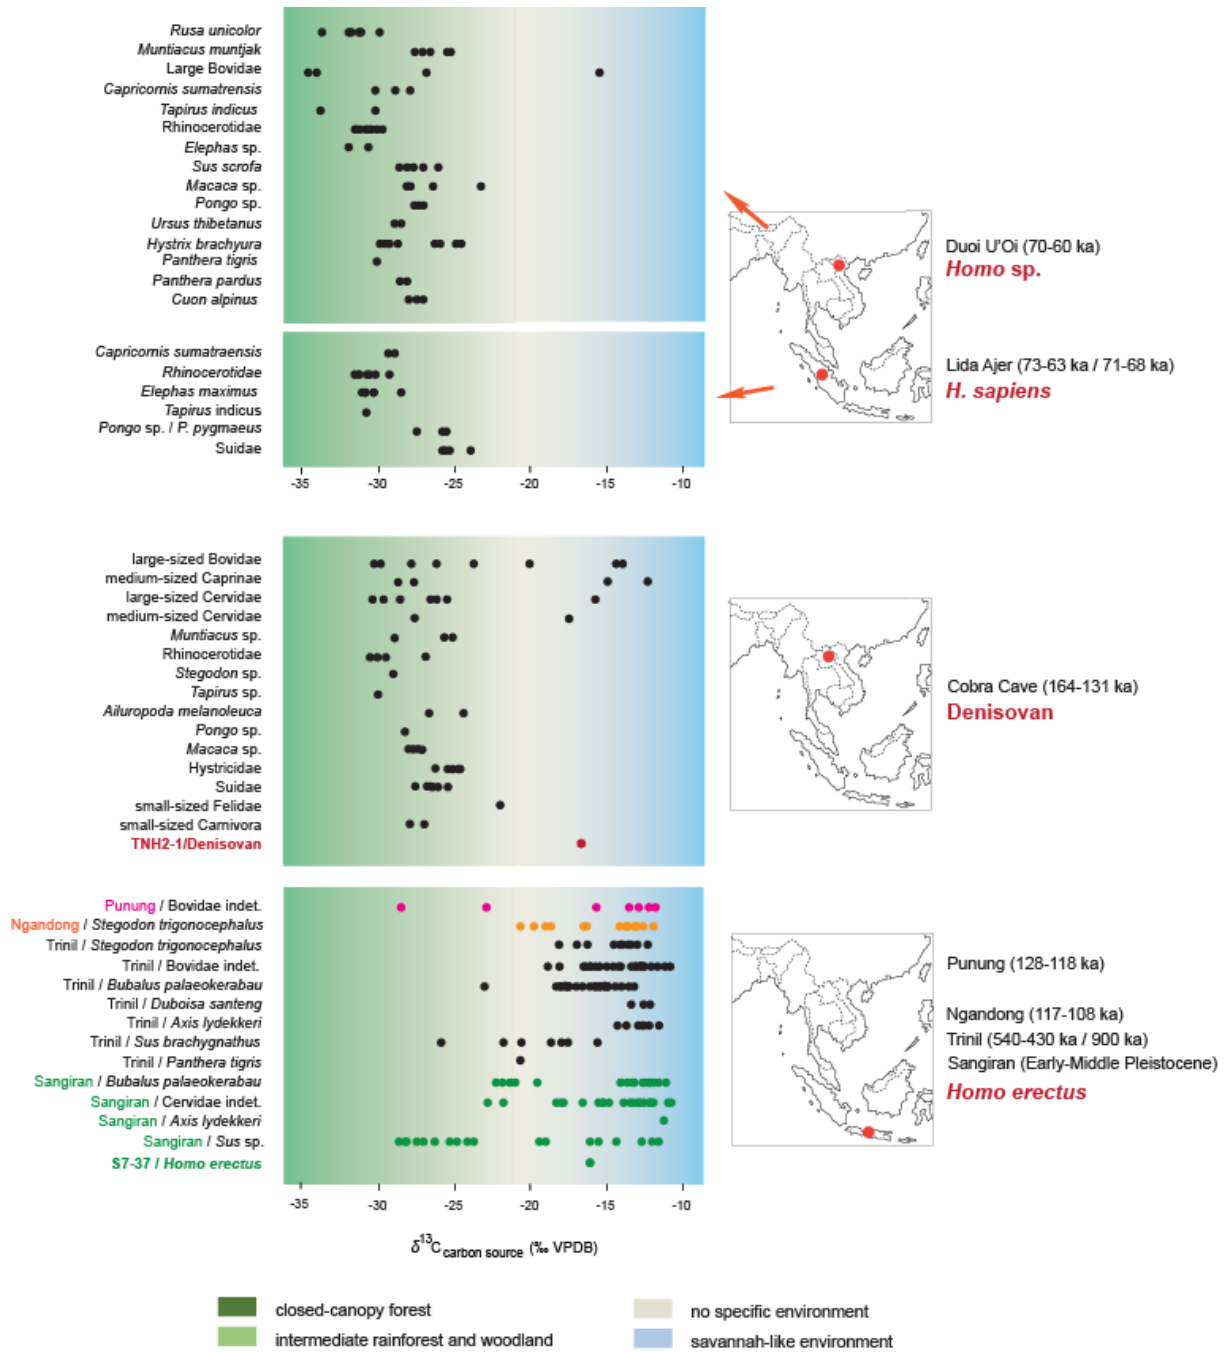 Rusa unicolor
Muntiacus muntjak
Large Bovidae
Capricornis sumatrensis
Tapirus indicus
Rhinocerotidae
Elephas sp.
Sus scrofa
Macaca sp.
Pongo sp.
Ursus thibetanus
Hystrix brachyura
Panthera tigris
Panthera pardus
Cuon alpinus
Duoi U'Oi (70-60 ka)
Homo sp.
Capricornis sumatraensis
Rhinocerotidae
Elephas maximus
Tapirus indicus
Pongo sp. / P. pygmaeus
Suidae
Lida Ajer (73-63 ka / 71-68 ka)
H. sapiens
-35 -30 -25 -20 -15 -10
large-sized Bovidae
medium-sized Caprinae
large-sized Cervidae
medium-sized Cervidae
Muntiacus sp.
Rhinocerotidae
Stegodon sp.
Tapirus sp.
Ailuropoda melanoleuca
Pongo sp.
Macaca sp.
Hystricidae
Suidae
small-sized Felidae
small-sized Carnivora
TNH2-1/Denisovan
Cobra Cave (164-131 ka)
Denisovan
Punung / Bovidae indet.
Ngandong / Stegodon trigonocephalus
Trinil / Stegodon trigonocephalus
Trinil / Bovidae indet.
Trinil / Bubalus palaeokerabau
Trinil / Duboisa santeng
Trinil / Axis lydekkeri
Trinil / Sus brachygnathus
Trinil / Panthera tigris
Sangiran / Bubalus palaeokerabau
Sangiran / Cervidae indet.
Sangiran / Axis lydekkeri
Sangiran / Sus sp.
S7-37 / Homo erectus
Punung (128-118 ka)
Ngandong (117-108 ka)
Trinil (540-430 ka / 900 ka)
Sangiran (Early-Middle Pleistocene)
Homo erectus
-35 -30 -25 -20 -15 -10
δ13C carbon source (‰ VPDB)
closed-canopy forest
intermediate rainforest and woodland
no specific environment
savannah-like environment